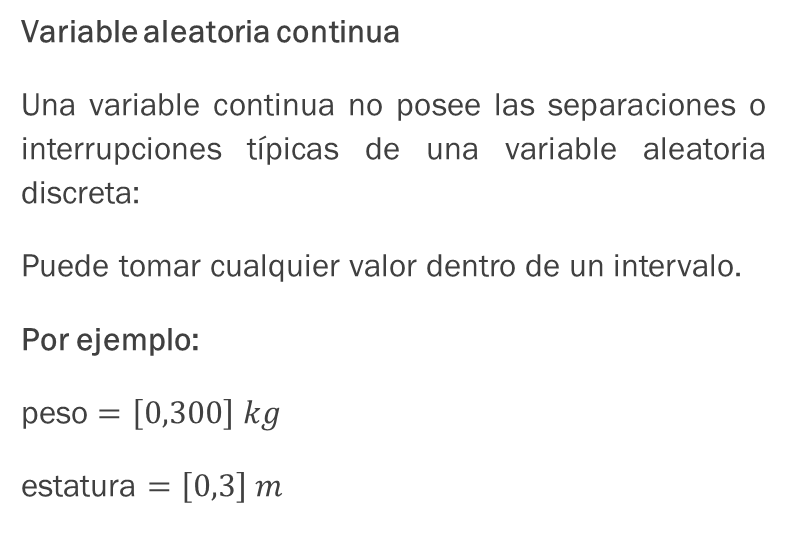 Variable aleatoria continua
Una variable continua no posee las separaciones o
interrupciones típicas de una variable aleatoria
discreta:
Puede tomar cualquier valor dentro de un intervalo.
Por ejemplo:
peso = [0,300] kg
estatura = [0,3] m